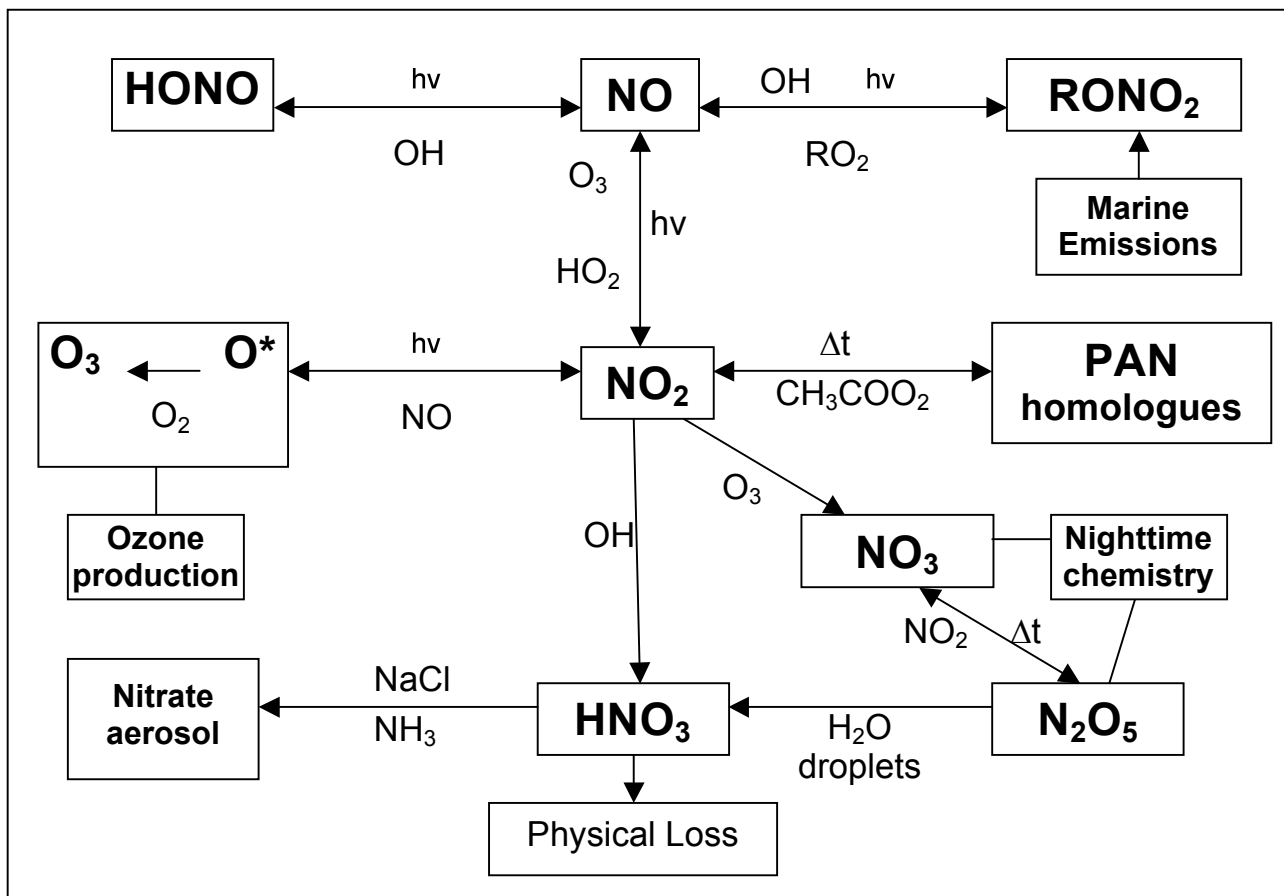 HONO
hv
OH
NO
OH hv
RO₂
RONO₂
Marine
Emissions
O₃
hv
HO₂
O₃ O*
O₂
hv
NO
NO₂
Δt
CH₃COO₂
PAN
homologues
Ozone
production
OH
O₃
NO₃
Nighttime
chemistry
NO₂ Δt
Nitrate
aerosol
NaCl
NH₃
HNO₃
H₂O
droplets
N₂O₅
Physical Loss